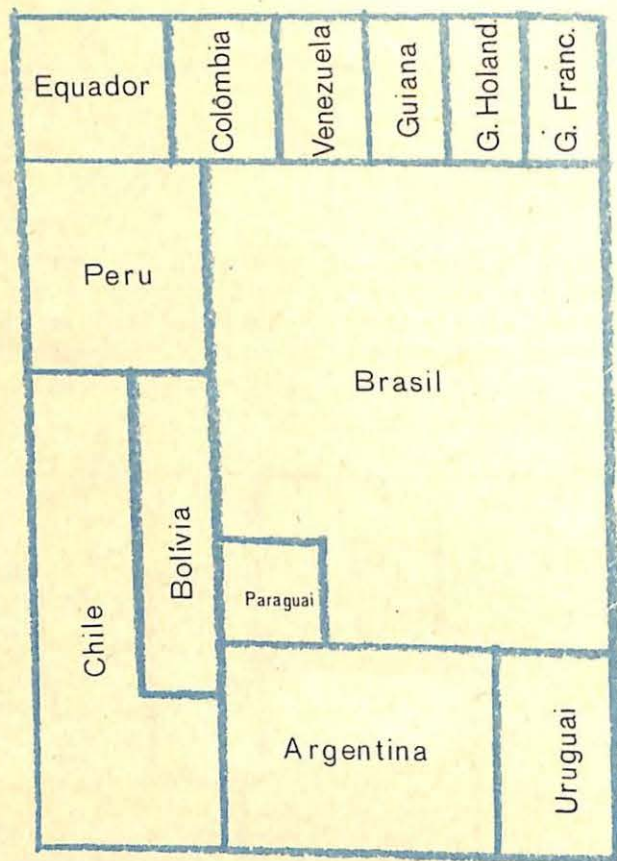 Equador
Colômbia
Venezuela
Guiana
G. Holand.
G. Franc.
Peru
Brasil
Chile
Bolívia
Paraguai
Argentina
Uruguai